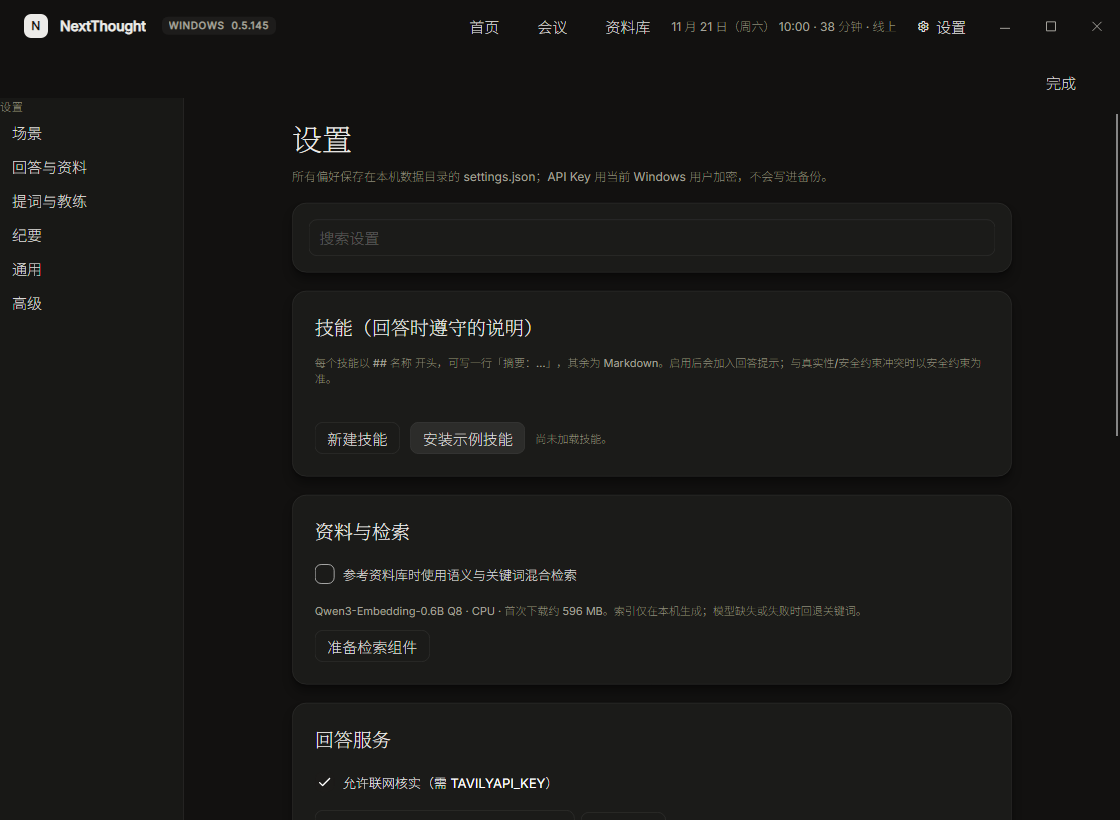 N NextThought WINDOWS 0.5.145 首页 会议 资料库 11 月 21 日（周六） 10:00 · 38 分钟 · 线上 设置
完成
设置
场景
回答与资料
提词与教练
纪要
通用
高级
设置
所有偏好保存在本机数据目录的 settings.json；API Key 用当前 Windows 用户加密，不会写进备份。
搜索设置
技能（回答时遵守的说明）
每个技能以 ## 名称 开头，可写一行「摘要：...」，其余为 Markdown。启用后会加入回答提示；与真实性/安全约束冲突时以安全约束为
准。
新建技能 安装示例技能 尚未加载技能。
资料与检索
参考资料库时使用语义与关键词混合检索
Qwen3-Embedding-0.6B Q8 · CPU · 首次下载约 596 MB。索引仅在本机生成；模型缺失或失败时回退关键词。
准备检索组件
回答服务
允许联网核实（需 TAVILYAPI_KEY）